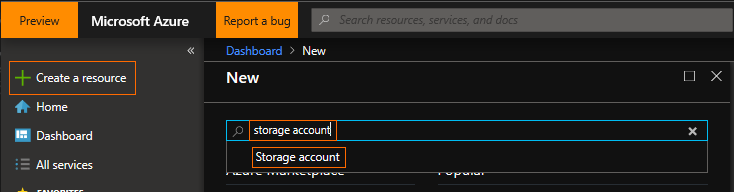 Preview
Microsoft Azure
Report a bug
Search resources, services, and docs
«
Create a resource
Home
Dashboard
All services
FAVORITES
Dashboard > New
New
storage account
Storage account
Azure Marketplace
Popular